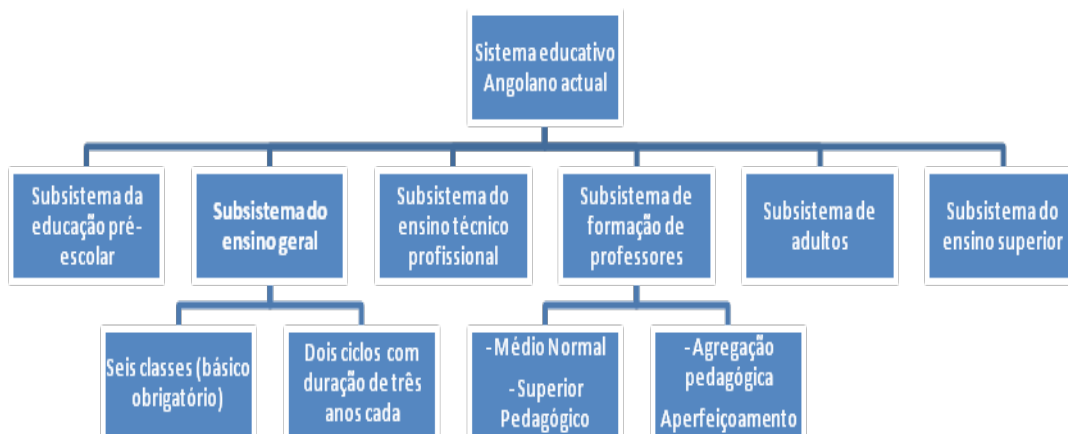 Sistema educativo
Angolano actual
Subsistema da
educação pré-
escolar
Subsistema do
ensino geral
Subsistema do
ensino técnico
profissional
Subsistema de
formação de
professores
Subsistema de
adultos
Subsistema do
ensino superior
Seis classes (básico
obrigatório)
Dois ciclos com
duração de três
anos cada
- Médio Normal
- Superior
Pedagógico
- Agregação
pedagógica
Aperfeiçoamento